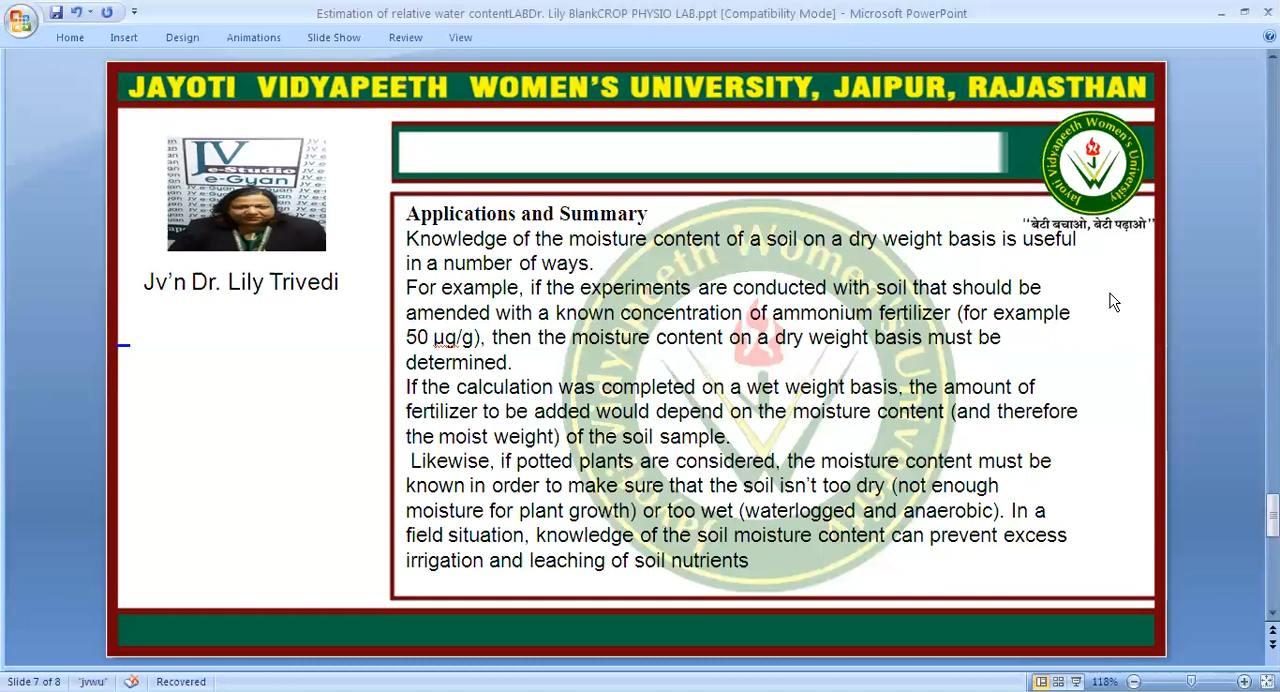 Estimation of relative water contentLABDr. Lily BlankCROP PHYSIO LAB.ppt [Compatibility Mode] - Microsoft PowerPoint
Home Insert Design Animations Slide Show Review View
JAYOTI VIDYAPEETH WOMEN'S UNIVERSITY, JAIPUR, RAJASTHAN
JV
e-Studio
e-Gyan
Jv'n Dr. Lily Trivedi
Jayoti Vidyapeeth Women's University
"बेटी बचाओ, बेटी पढ़ाओ"
Applications and Summary
Knowledge of the moisture content of a soil on a dry weight basis is useful
in a number of ways.
For example, if the experiments are conducted with soil that should be
amended with a known concentration of ammonium fertilizer (for example
50 µg/g), then the moisture content on a dry weight basis must be
determined.
If the calculation was completed on a wet weight basis, the amount of
fertilizer to be added would depend on the moisture content (and therefore
the moist weight) of the soil sample.
Likewise, if potted plants are considered, the moisture content must be
known in order to make sure that the soil isn't too dry (not enough
moisture for plant growth) or too wet (waterlogged and anaerobic). In a
field situation, knowledge of the soil moisture content can prevent excess
irrigation and leaching of soil nutrients
Slide 7 of 8 "jvwu" Recovered 118%